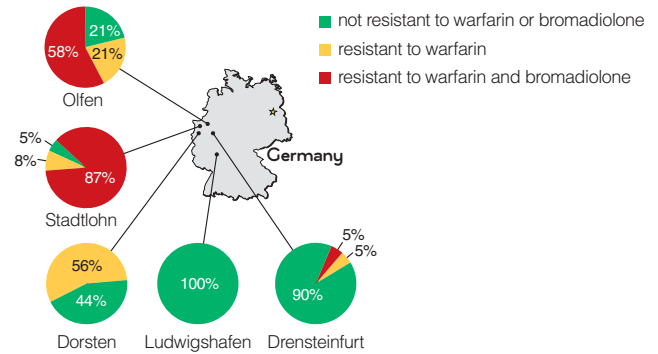 not resistant to warfarin or bromadiolone
resistant to warfarin
resistant to warfarin and bromadiolone
21%
21%
58%
Olfen
5%
8%
87%
Stadtlohn
Germany
56%
44%
Dorsten
100%
Ludwigshafen
5%
5%
90%
Drensteinfurt